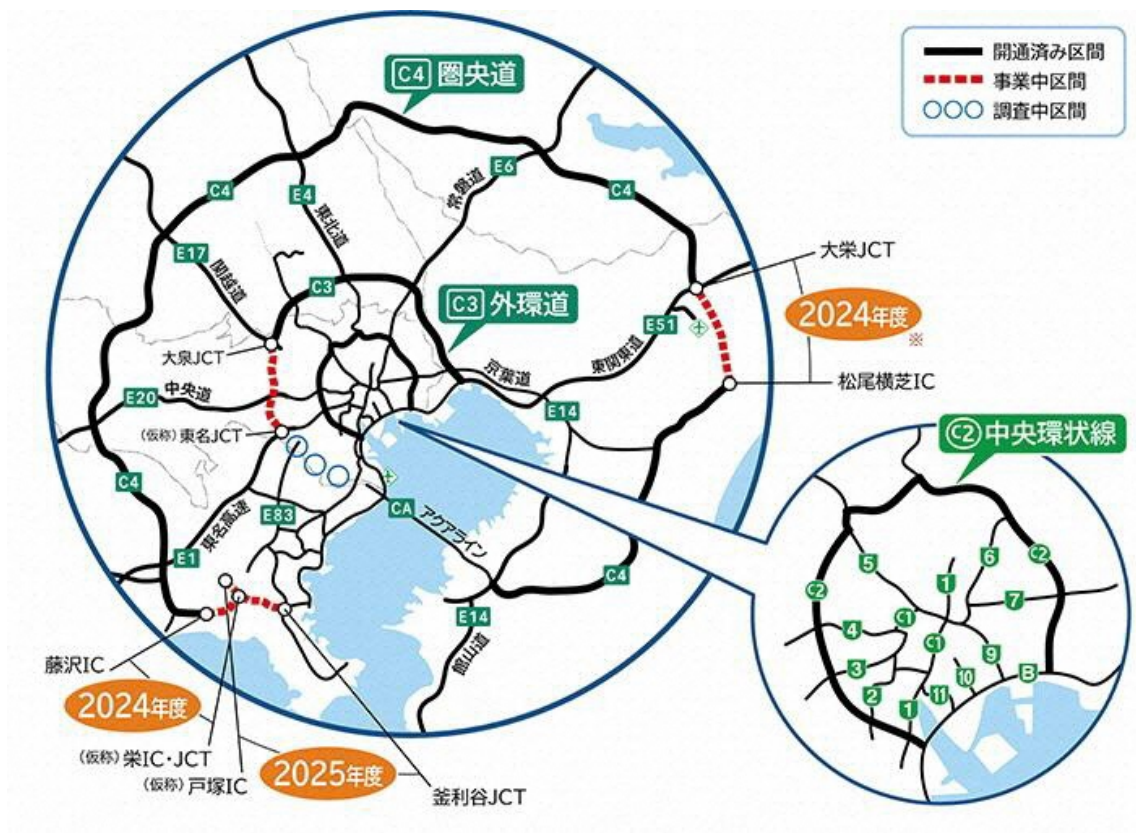 開通済み区間
事業中区間
調査中区間
C4 圏央道
E6
常磐道
C4
C4
E4
東北道
E17
関越道
大栄JCT
C3
C3 外環道
2024年度
※
E51
大泉JCT
東関東道
京葉道
松尾横芝IC
E20
中央道
E14
(仮称)東名JCT
C2 中央環状線
C4
E83
CA
アクアライン
東名高速
E1
C4
E14
館山道
藤沢IC
2024年度
(仮称)栄IC・JCT
(仮称)戸塚IC
2025年度
釜利谷JCT
5
6
C2
1
C2
7
C1
4
C1
9
3
B
10
2
11
1